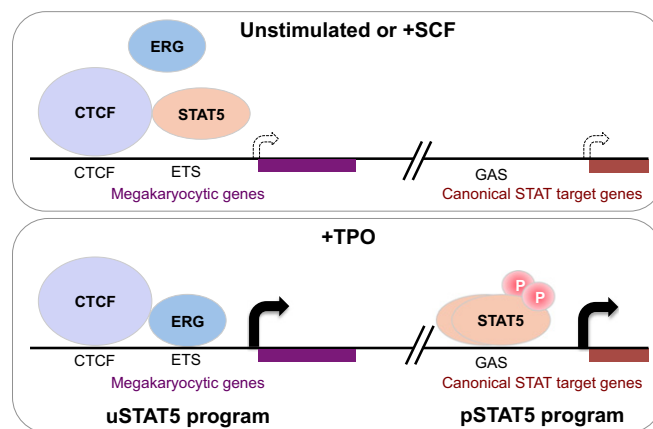 Unstimulated or +SCF
ERG
CTCF
STAT5
CTCF ETS GAS
Megakaryocytic genes Canonical STAT target genes
+TPO
CTCF
ERG
STAT5
P
P
CTCF ETS GAS
Megakaryocytic genes Canonical STAT target genes
uSTAT5 program pSTAT5 program